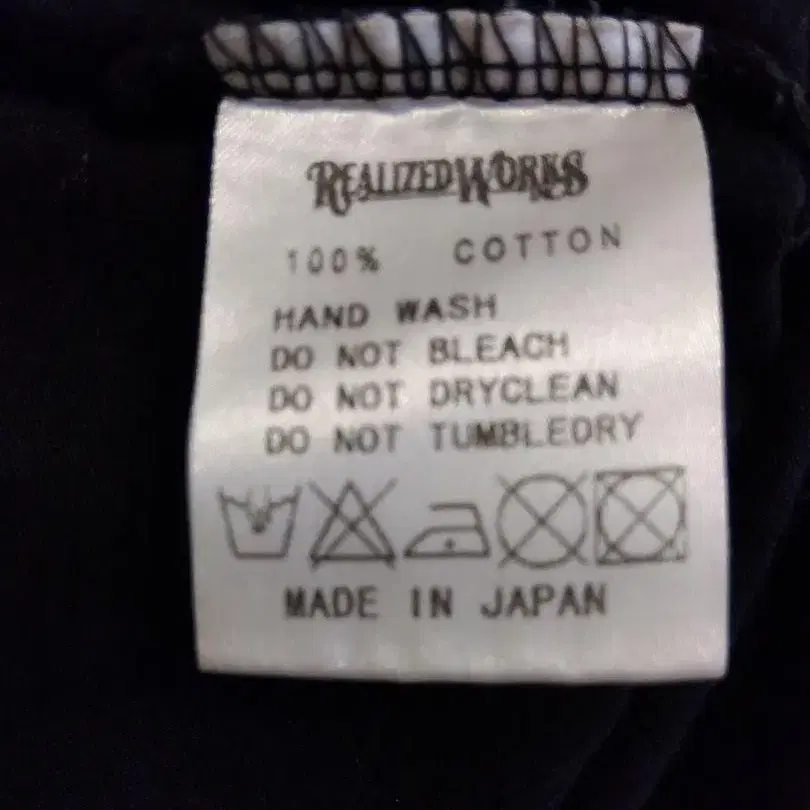 REALIZED WORKS
100% COTTON
HAND WASH
DO NOT BLEACH
DO NOT DRYCLEAN
DO NOT TUMBLEDRY
MADE IN JAPAN